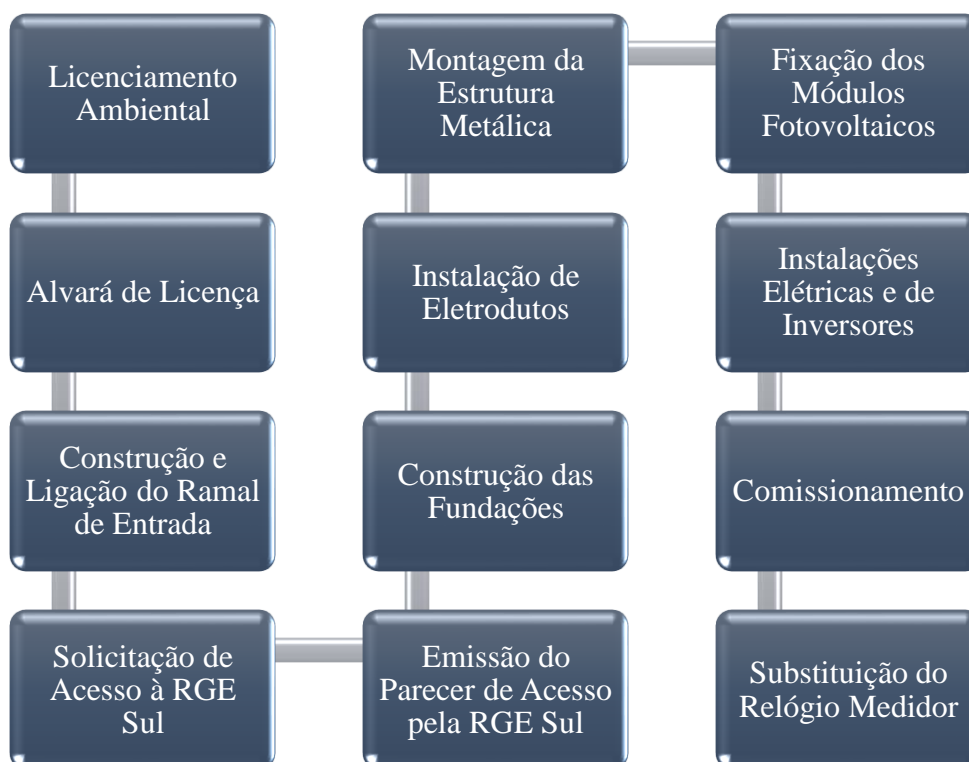 Licenciamento
Ambiental
Alvará de Licença
Construção e
Ligação do Ramal
de Entrada
Solicitação de
Acesso à RGE
Sul
Emissão do
Parecer de Acesso
pela RGE Sul
Construção das
Fundações
Instalação de
Eletrodutos
Montagem da
Estrutura
Metálica
Fixação dos
Módulos
Fotovoltaicos
Instalações
Elétricas e de
Inversores
Comissionamento
Substituição do
Relógio Medidor